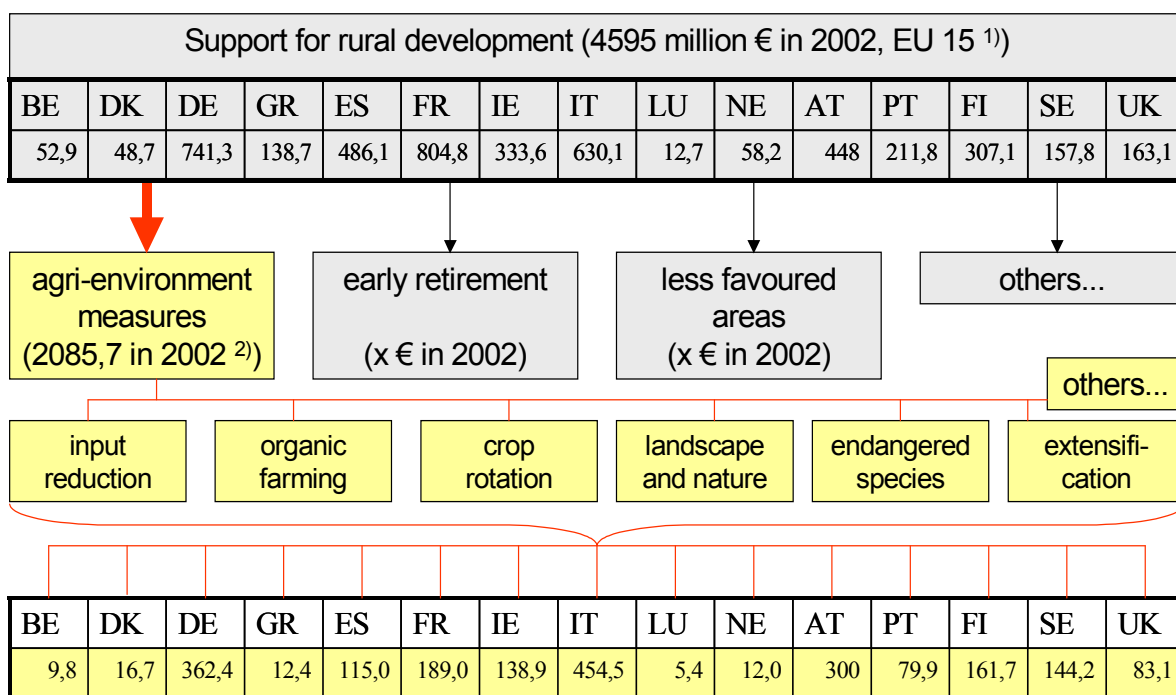 Support for rural development (4595 million € in 2002, EU 15 1))
BE DK DE GR ES FR IE IT LU NE AT PT FI SE UK
52,9 48,7 741,3 138,7 486,1 804,8 333,6 630,1 12,7 58,2 448 211,8 307,1 157,8 163,1
agri-environment
measures
(2085,7 in 2002 2))
early retirement
(x € in 2002)
less favoured
areas
(x € in 2002)
others...
others...
input
reduction
organic
farming
crop
rotation
landscape
and nature
endangered
species
extensifi-
cation
BE DK DE GR ES FR IE IT LU NE AT PT FI SE UK
9,8 16,7 362,4 12,4 115,0 189,0 138,9 454,5 5,4 12,0 300 79,9 161,7 144,2 83,1